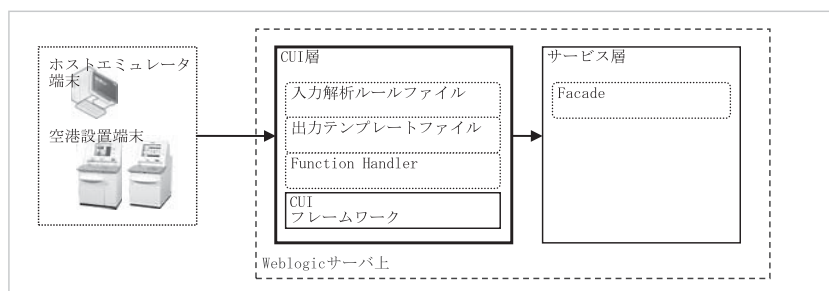 ホストエミュレータ
端末
空港設置端末
CUI層
入力解析ルールファイル
出力テンプレートファイル
Function Handler
CUI
フレームワーク
サービス層
Facade
Weblogicサーバ上